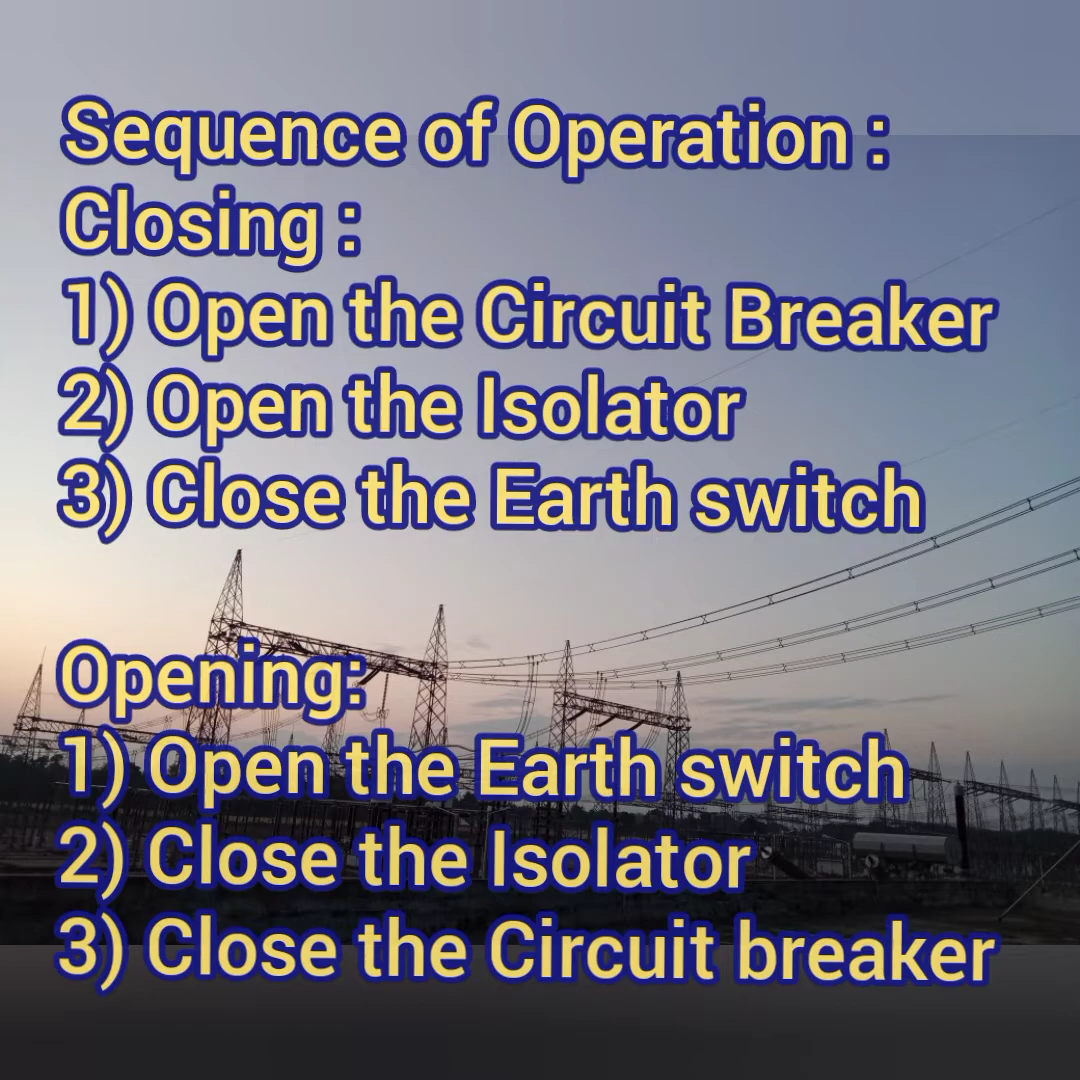 Sequence of Operation :
Closing :
1) Open the Circuit Breaker
2) Open the Isolator
3) Close the Earth switch
Opening:
1) Open the Earth switch
2) Close the Isolator
3) Close the Circuit breaker